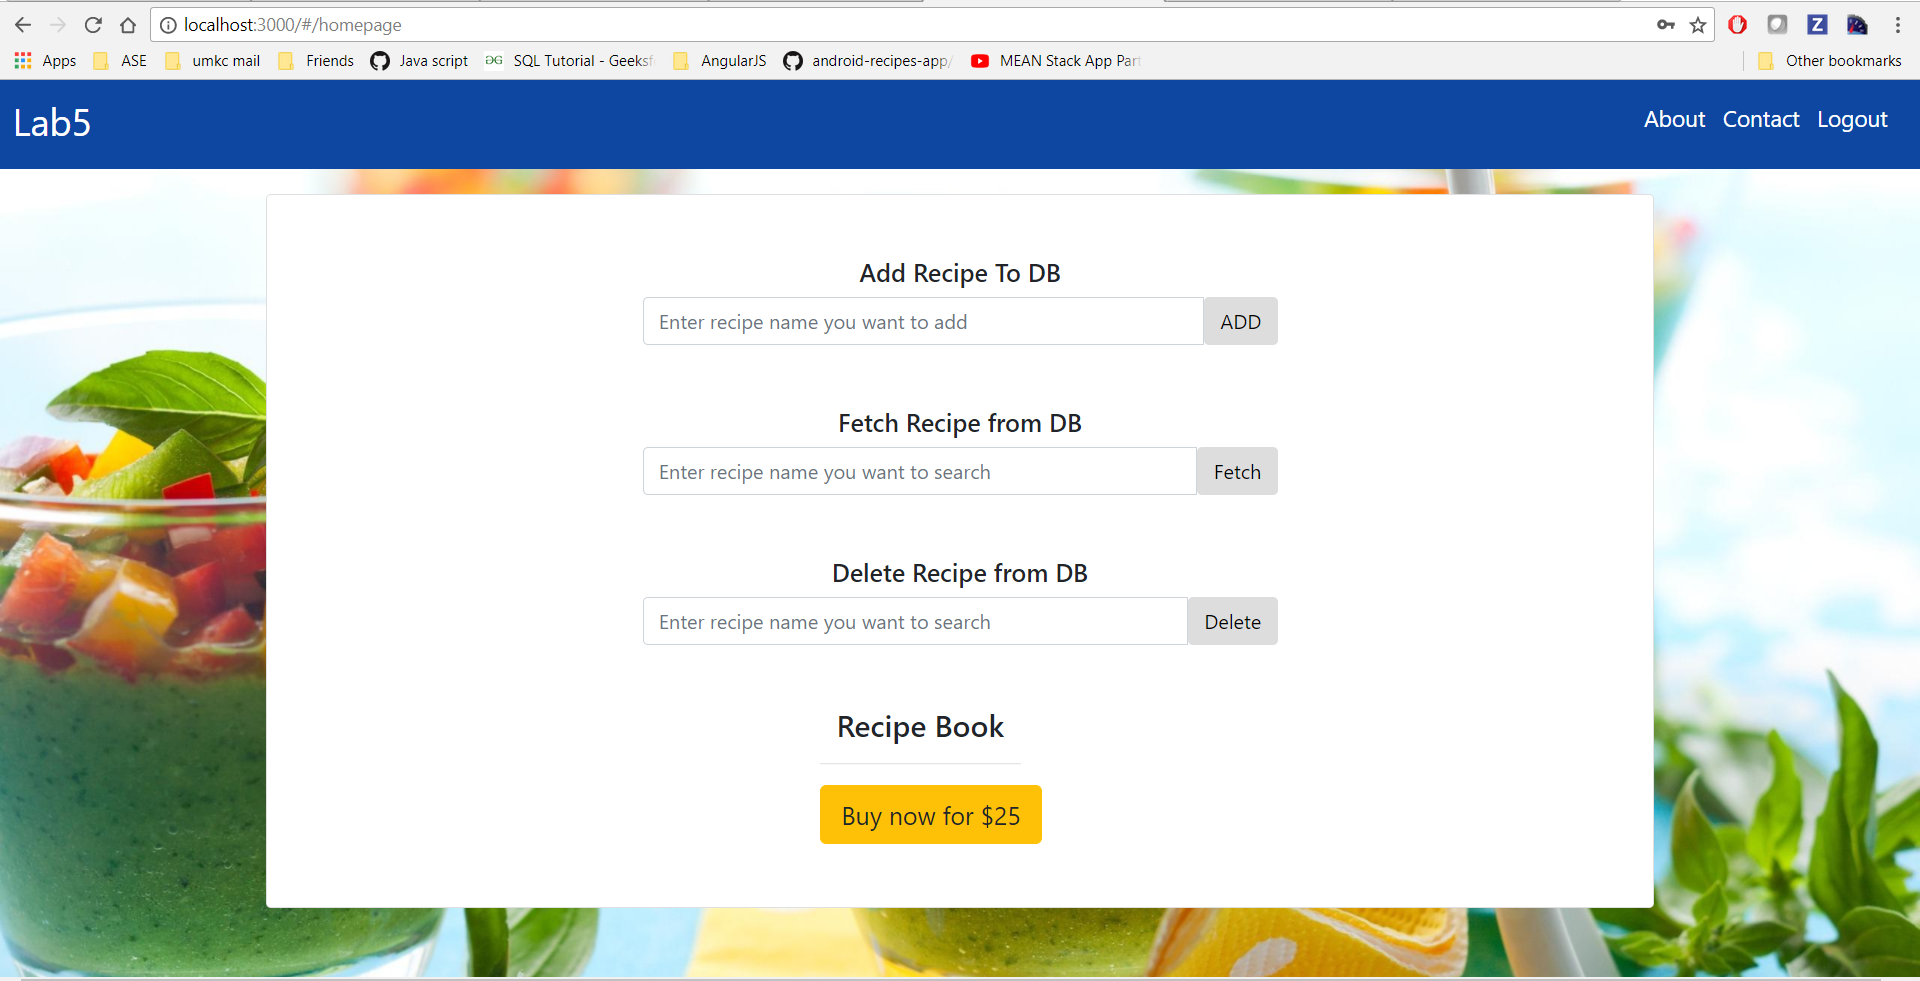 localhost:3000/#/homepage
Apps ASE umkc mail Friends Java script SQL Tutorial - Geeksf AngularJS android-recipes-app/ MEAN Stack App Part Other bookmarks
Lab5 About Contact Logout
Add Recipe To DB
Enter recipe name you want to add ADD
Fetch Recipe from DB
Enter recipe name you want to search Fetch
Delete Recipe from DB
Enter recipe name you want to search Delete
Recipe Book
Buy now for $25